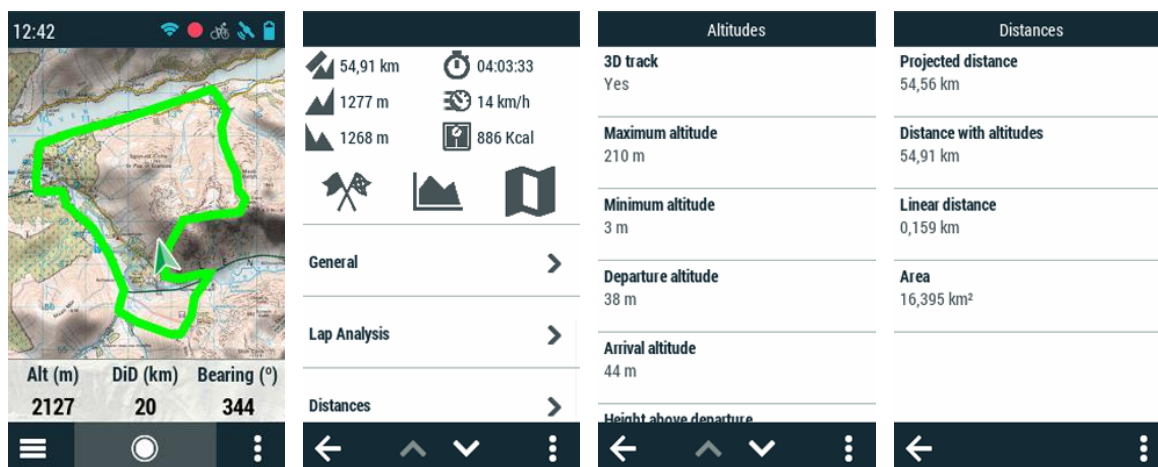 12:42
Alt (m) DiD (km) Bearing (º)
2127 20 344
54,91 km 04:03:33
1277 m 14 km/h
1268 m 886 Kcal
General
Lap Analysis
Distances
Altitudes
3D track
Yes
Maximum altitude
210 m
Minimum altitude
3 m
Departure altitude
38 m
Arrival altitude
44 m
Height above departure
Distances
Projected distance
54,56 km
Distance with altitudes
54,91 km
Linear distance
0,159 km
Area
16,395 km²